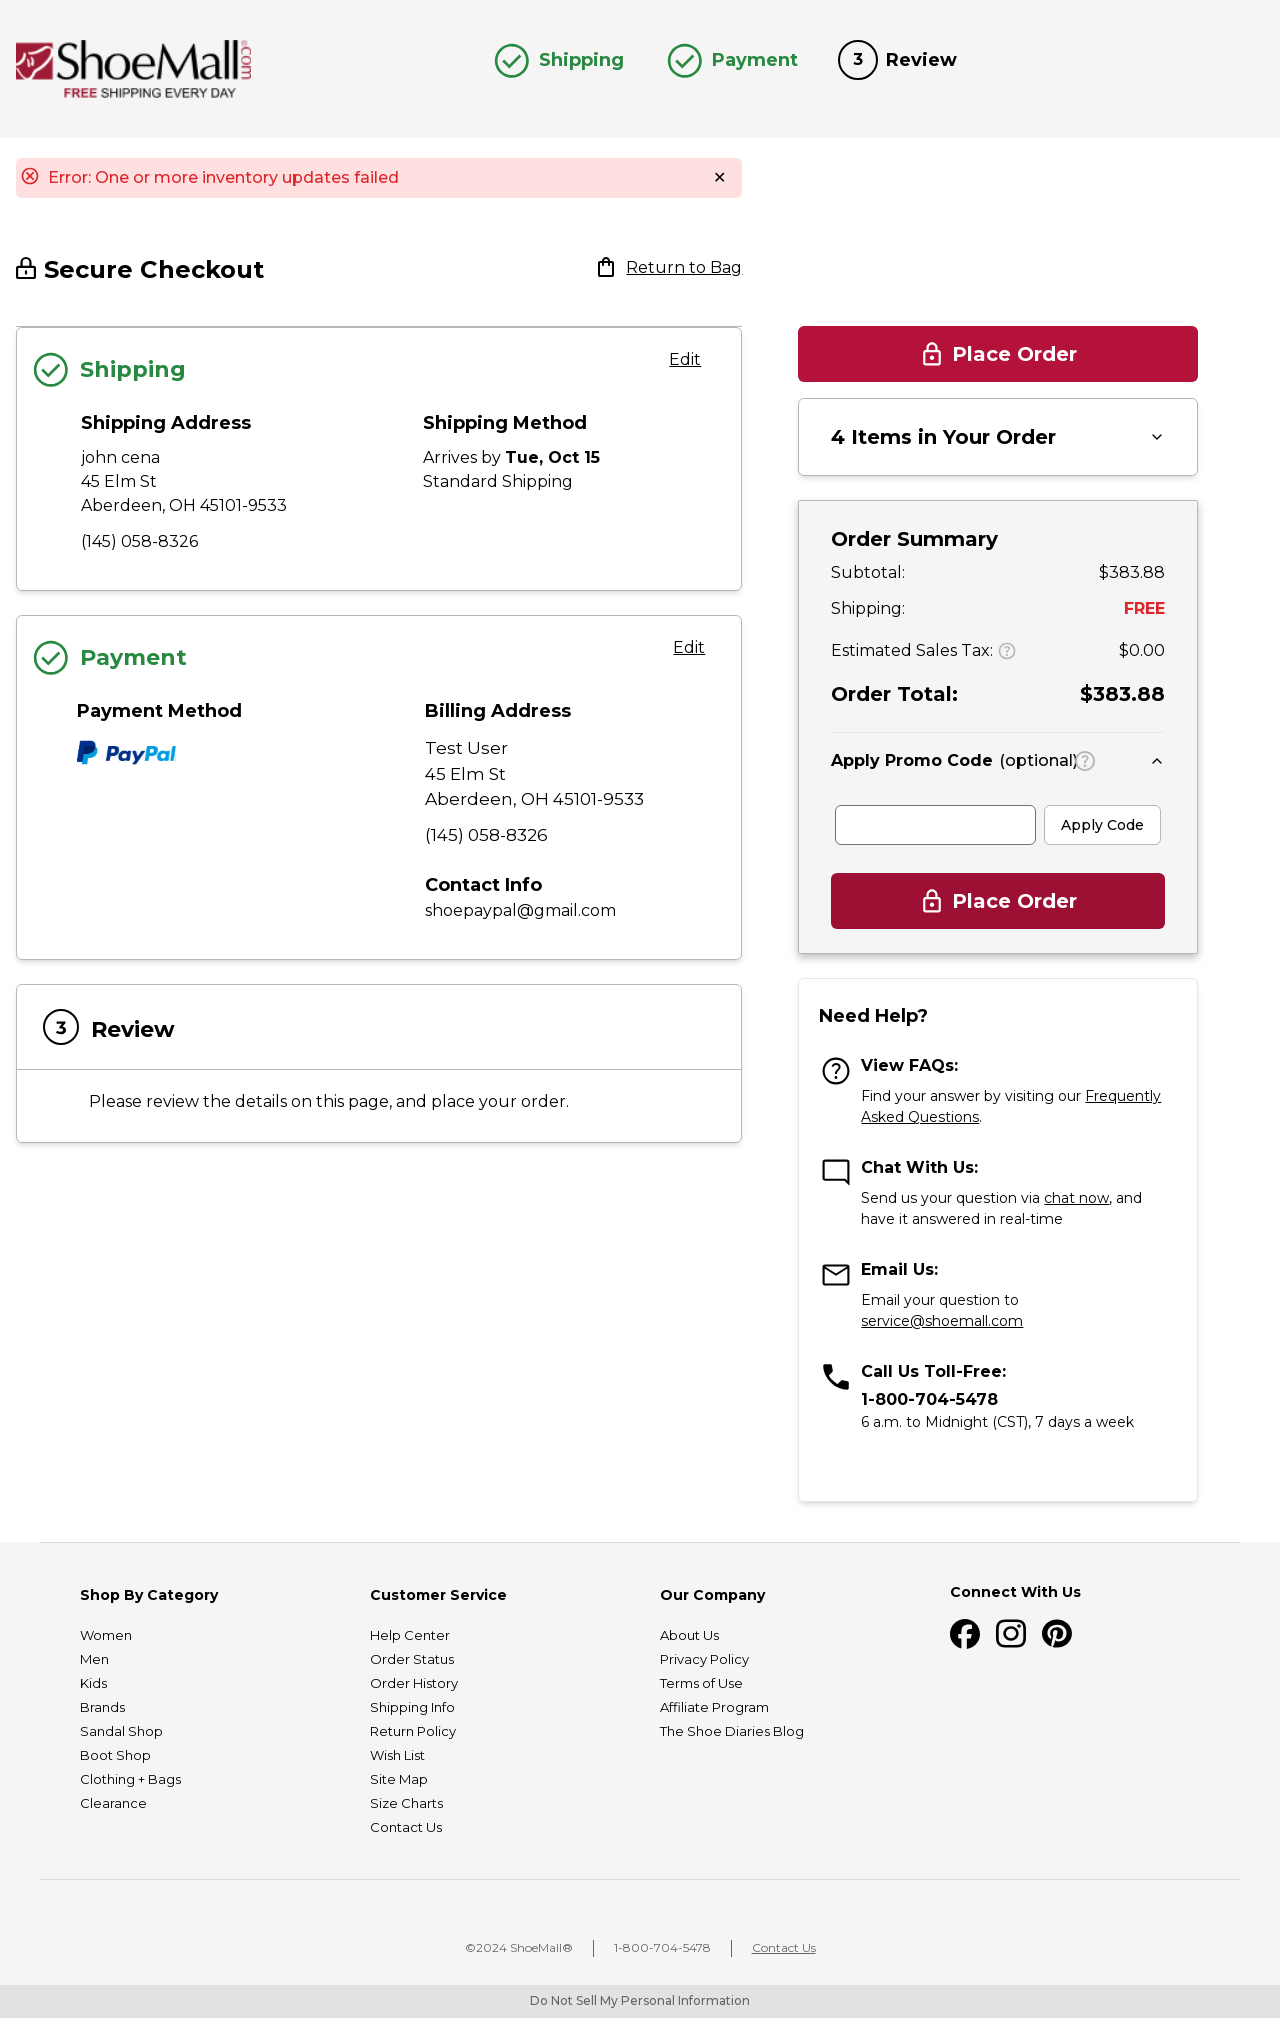 ShoeMall.com
FREE SHIPPING EVERY DAY
Shipping
Payment
3 Review
Error: One or more inventory updates failed
Secure Checkout
Return to Bag
Shipping
Edit
Shipping Address
john cena
45 Elm St
Aberdeen, OH 45101-9533
(145) 058-8326
Shipping Method
Arrives by Tue, Oct 15
Standard Shipping
Payment
Edit
Payment Method
PayPal
Billing Address
Test User
45 Elm St
Aberdeen, OH 45101-9533
(145) 058-8326
Contact Info
shoepaypal@gmail.com
3 Review
Please review the details on this page, and place your order.
Place Order
4 Items in Your Order
Order Summary
Subtotal: $383.88
Shipping: FREE
Estimated Sales Tax: $0.00
Order Total: $383.88
Apply Promo Code (optional)
Apply Code
Place Order
Need Help?
View FAQs:
Find your answer by visiting our Frequently
Asked Questions.
Chat With Us:
Send us your question via chat now, and
have it answered in real-time
Email Us:
Email your question to
service@shoemall.com
Call Us Toll-Free:
1-800-704-5478
6 a.m. to Midnight (CST), 7 days a week
Shop By Category
Women
Men
Kids
Brands
Sandal Shop
Boot Shop
Clothing + Bags
Clearance
Customer Service
Help Center
Order Status
Order History
Shipping Info
Return Policy
Wish List
Site Map
Size Charts
Contact Us
Our Company
About Us
Privacy Policy
Terms of Use
Affiliate Program
The Shoe Diaries Blog
Connect With Us
©2024 ShoeMall®
1-800-704-5478
Contact Us
Do Not Sell My Personal Information